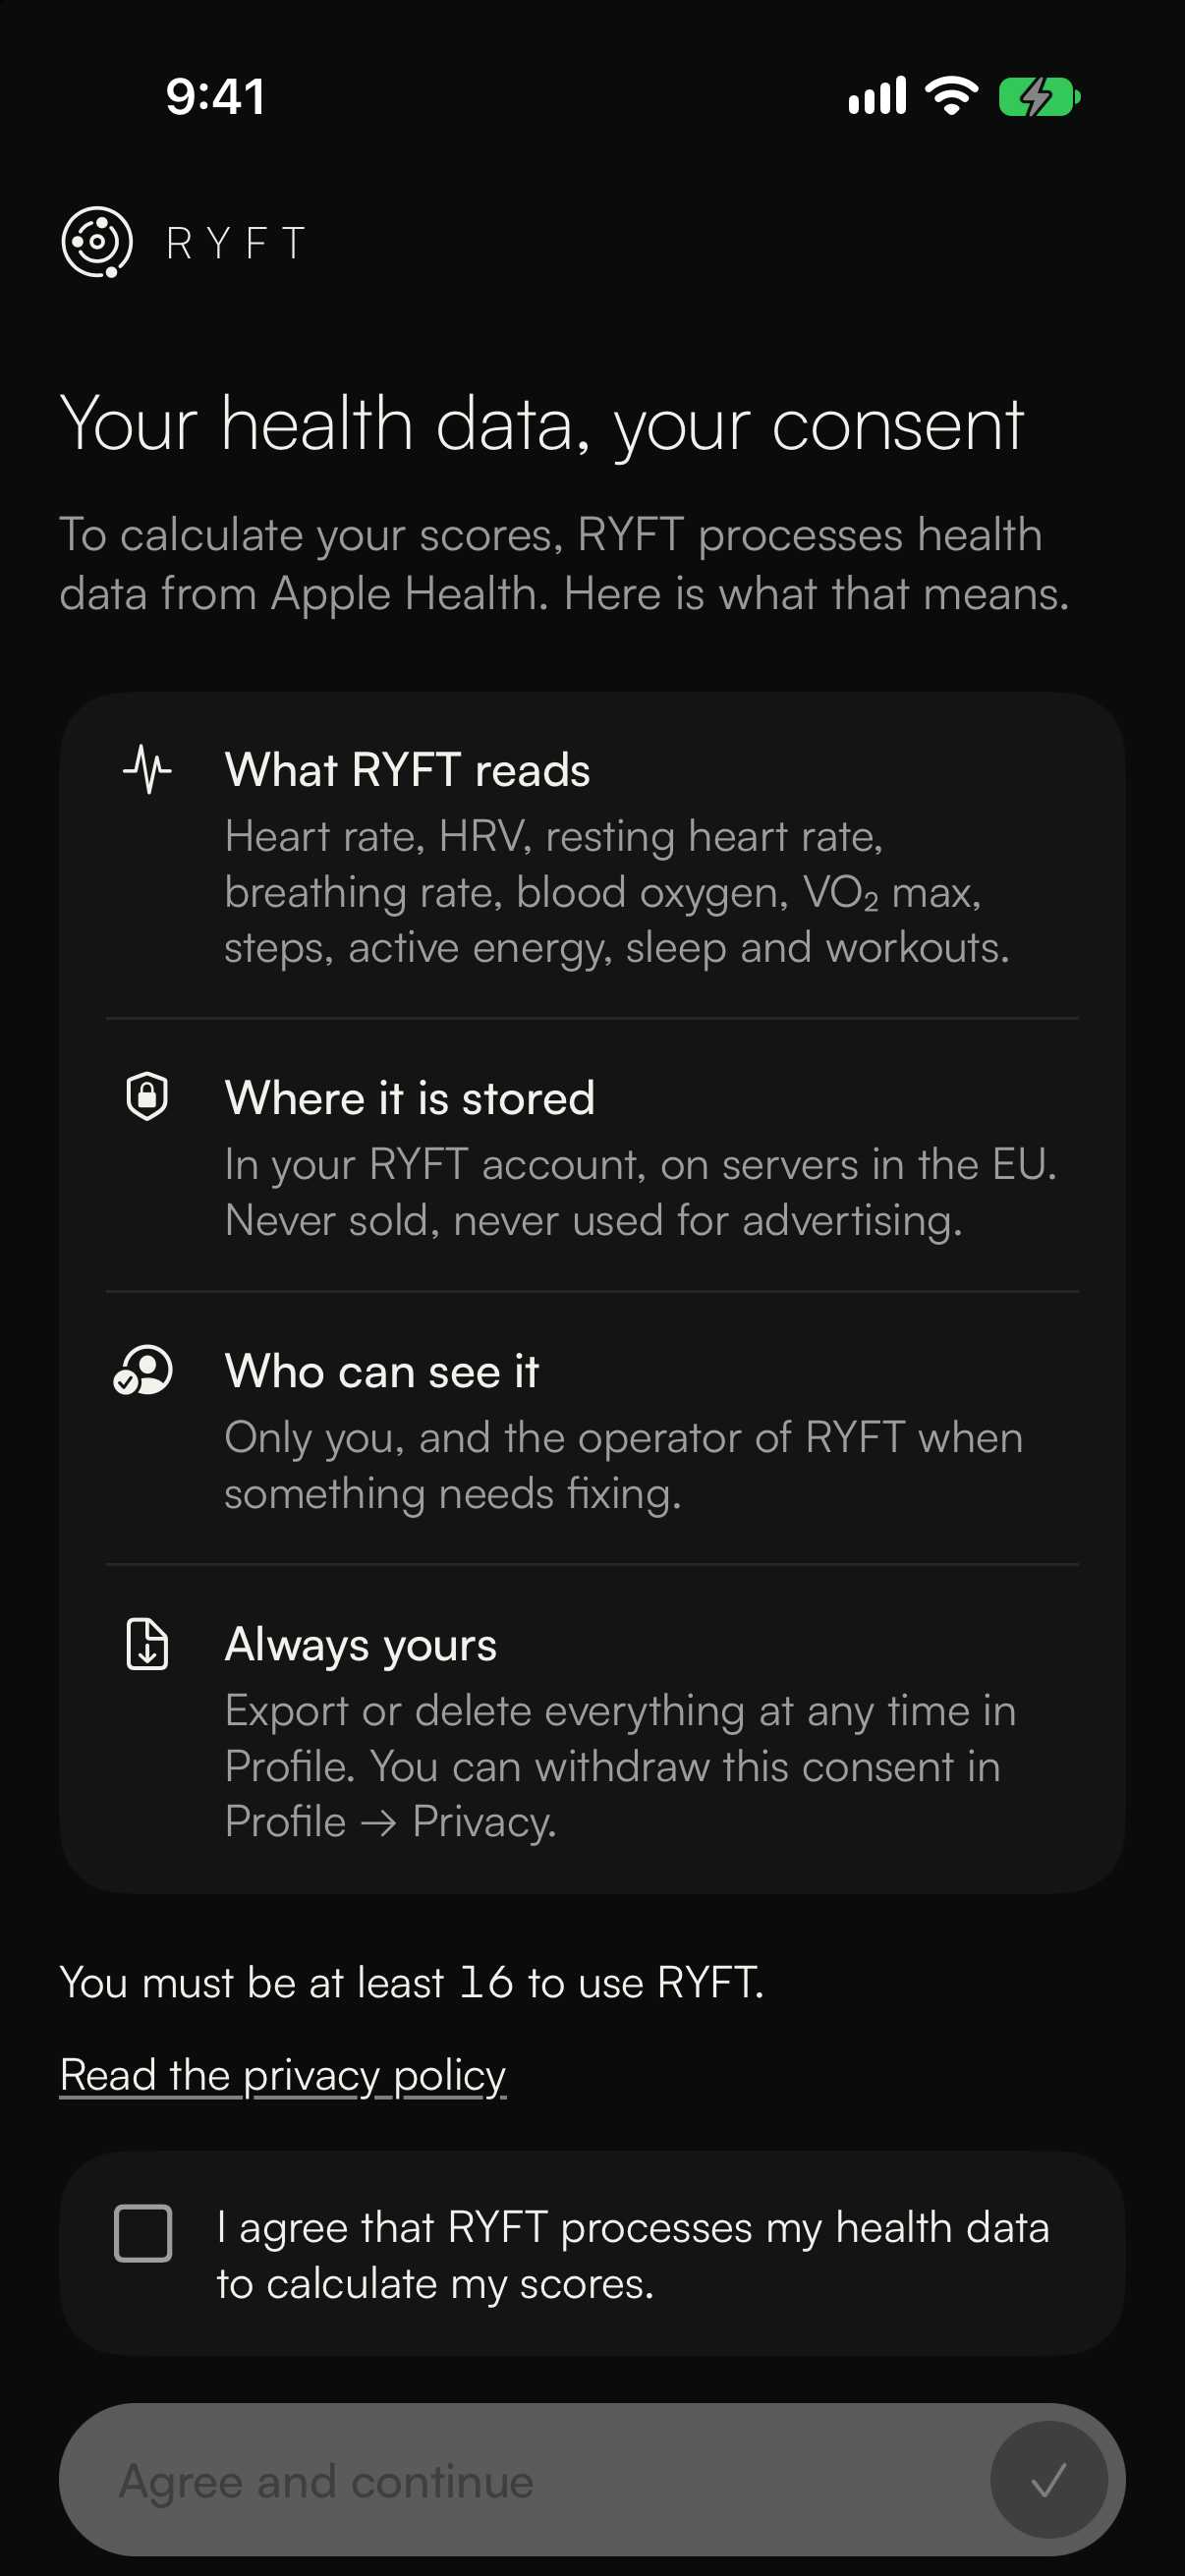 9:41
RYFT
Your health data, your consent
To calculate your scores, RYFT processes health
data from Apple Health. Here is what that means.
What RYFT reads
Heart rate, HRV, resting heart rate,
breathing rate, blood oxygen, VO₂ max,
steps, active energy, sleep and workouts.
Where it is stored
In your RYFT account, on servers in the EU.
Never sold, never used for advertising.
Who can see it
Only you, and the operator of RYFT when
something needs fixing.
Always yours
Export or delete everything at any time in
Profile. You can withdraw this consent in
Profile → Privacy.
You must be at least 16 to use RYFT.
Read the privacy policy
I agree that RYFT processes my health data
to calculate my scores.
Agree and continue